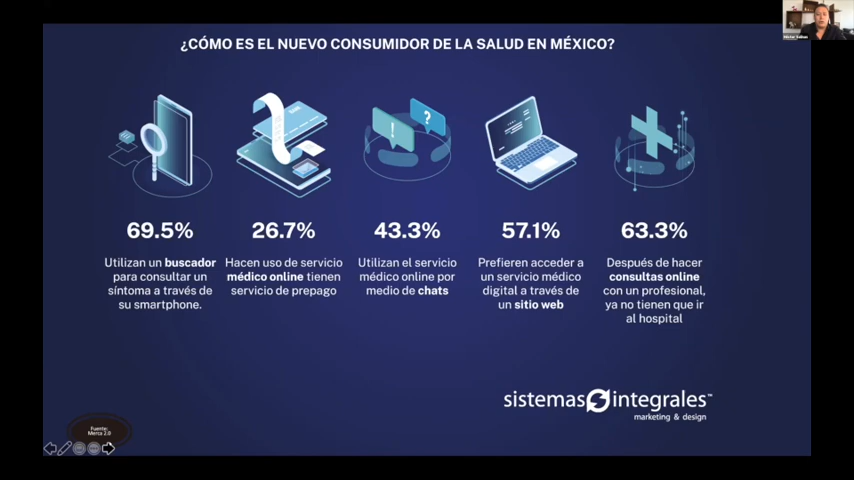 ¿CÓMO ES EL NUEVO CONSUMIDOR DE LA SALUD EN MÉXICO?
69.5%
Utilizan un buscador
para consultar un
síntoma a través de
su smartphone.
26.7%
Hacen uso de servicio
médico online tienen
servicio de prepago
43.3%
Utilizan el servicio
médico online por
medio de chats
57.1%
Prefieren acceder a
un servicio médico
digital a través de
un sitio web
63.3%
Después de hacer
consultas online
con un profesional,
ya no tienen que ir
al hospital
sistemas integrales™
marketing & design
Fuente:
Merca 2.0